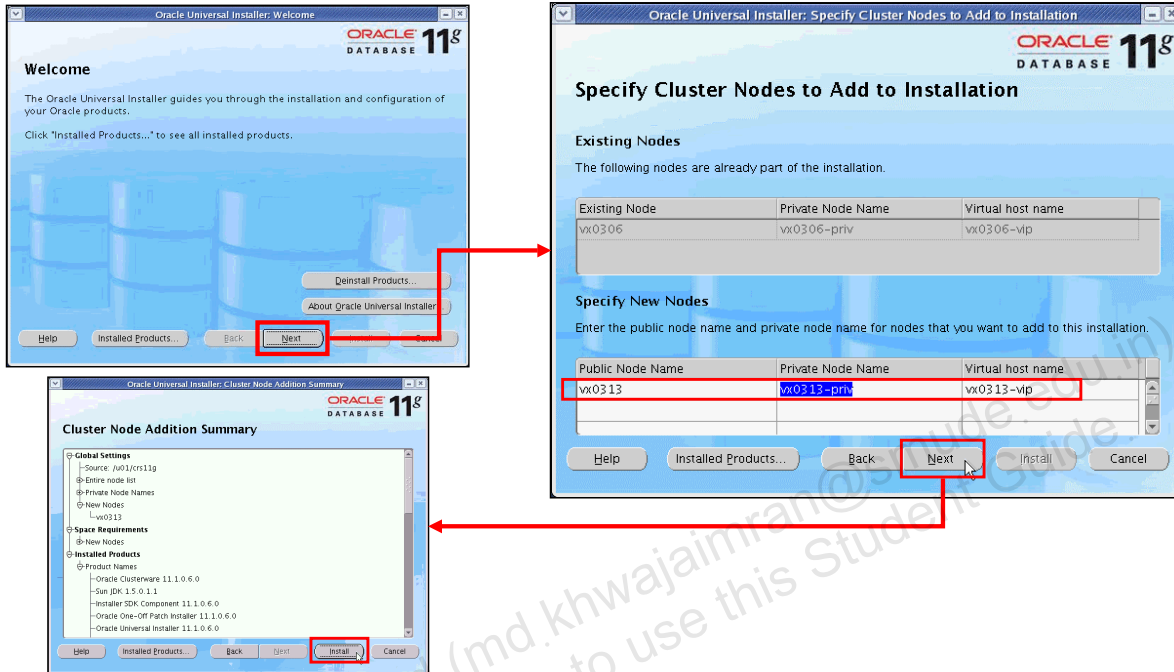 Oracle Universal Installer: Welcome
ORACLE
DATABASE 11g
Welcome
The Oracle Universal Installer guides you through the installation and configuration of
your Oracle products.
Click "Installed Products..." to see all installed products.
Deinstall Products...
About Oracle Universal Installer...
Help Installed Products... Back Next Install Cancel
Oracle Universal Installer: Specify Cluster Nodes to Add to Installation
ORACLE
DATABASE 11g
Specify Cluster Nodes to Add to Installation
Existing Nodes
The following nodes are already part of the installation.
Existing Node Private Node Name Virtual host name
vx0306 vx0306-priv vx0306-vip
Specify New Nodes
Enter the public node name and private node name for nodes that you want to add to this installation.
Public Node Name Private Node Name Virtual host name
vx0313 vx0313-priv vx0313-vip
Help Installed Products... Back Next Install Cancel
Oracle Universal Installer: Cluster Node Addition Summary
ORACLE
DATABASE 11g
Cluster Node Addition Summary
Global Settings
Source: /u01/crs11g
Entire node list
Private Node Names
New Nodes
vx0313
Space Requirements
New Nodes
Installed Products
Product Names
Oracle Clusterware 11.1.0.6.0
Sun JDK 1.5.0.1.1
Installer SDK Component 11.1.0.6.0
Oracle One-Off Patch Installer 11.1.0.6.0
Oracle Universal Installer 11.1.0.6.0
Help Installed Products... Back Next Install Cancel
(md.khwajaimran@smude.edu.in)
to use this Student Guide.